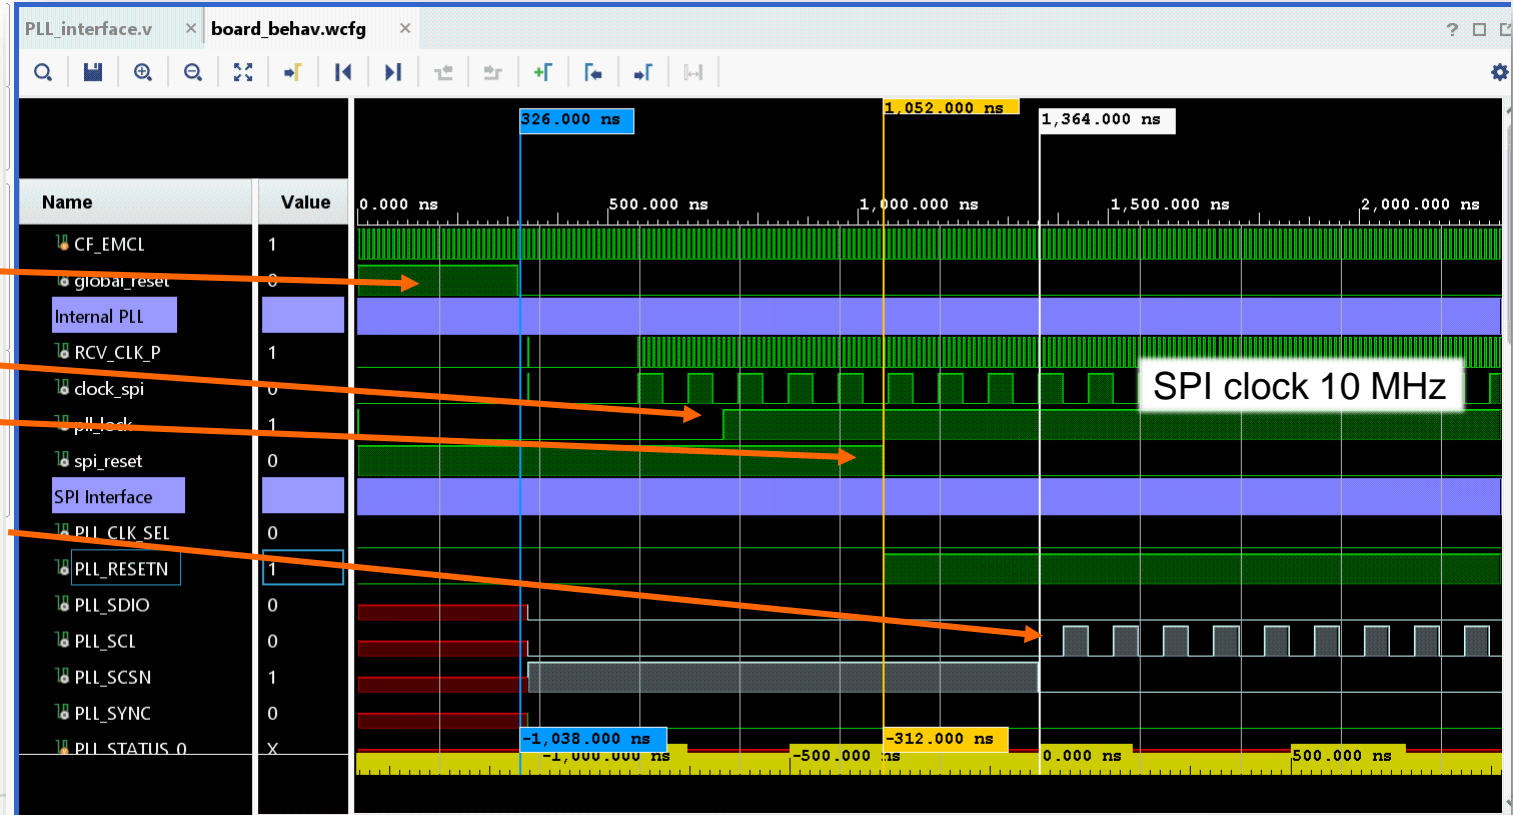 PLL_interface.v × board_behav.wcfg ×
?
326.000 ns 1,052.000 ns 1,364.000 ns
Name Value 0.000 ns 500.000 ns 1,000.000 ns 1,500.000 ns 2,000.000 ns
CF_EMCL 1
global_reset 0
Internal PLL
RCV_CLK_P 1
clock_spi 0
SPI clock 10 MHz
pll_lock 1
spi_reset 0
SPI Interface
PLL_CLK_SEL 0
PLL_RESETN 1
PLL_SDIO 0
PLL_SCL 0
PLL_SCSN 1
PLL_SYNC 0
PLL_STATUS_0 X
-1,038.000 ns -312.000 ns
-1,000.000 ns -500.000 ns 0.000 ns 500.000 ns